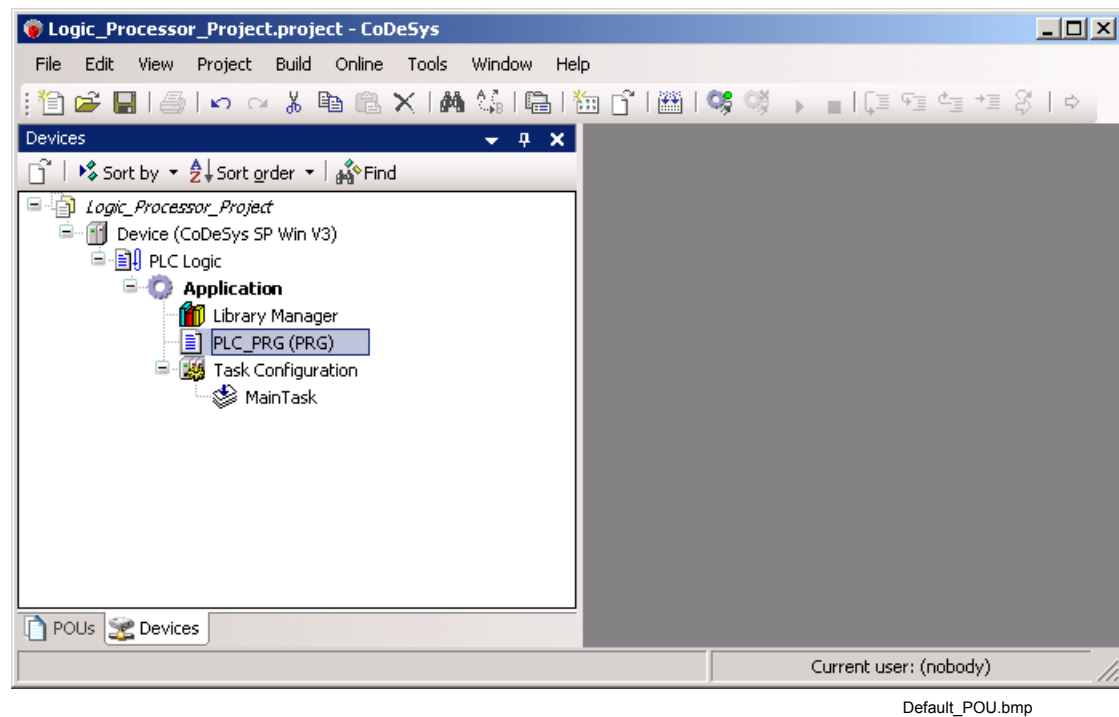 Logic_Processor_Project.project - CoDeSys
File Edit View Project Build Online Tools Window Help
Devices
Sort by Sort order Find
Logic_Processor_Project
Device (CoDeSys SP Win V3)
PLC Logic
Application
Library Manager
PLC_PRG (PRG)
Task Configuration
MainTask
POUs Devices
Current user: (nobody)
Default_POU.bmp